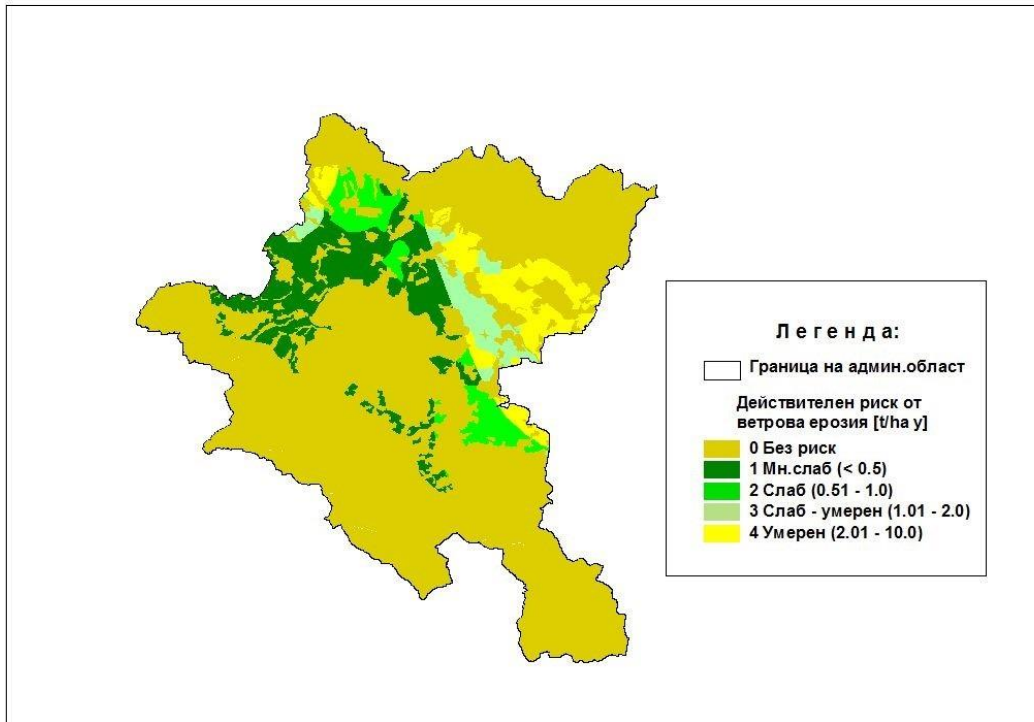 Л е г е н д а:
Граница на админ.област
Действителен риск от
ветрова ерозия [t/ha y]
0 Без риск
1 Мн.слаб (< 0.5)
2 Слаб (0.51 - 1.0)
3 Слаб - умерен (1.01 - 2.0)
4 Умерен (2.01 - 10.0)